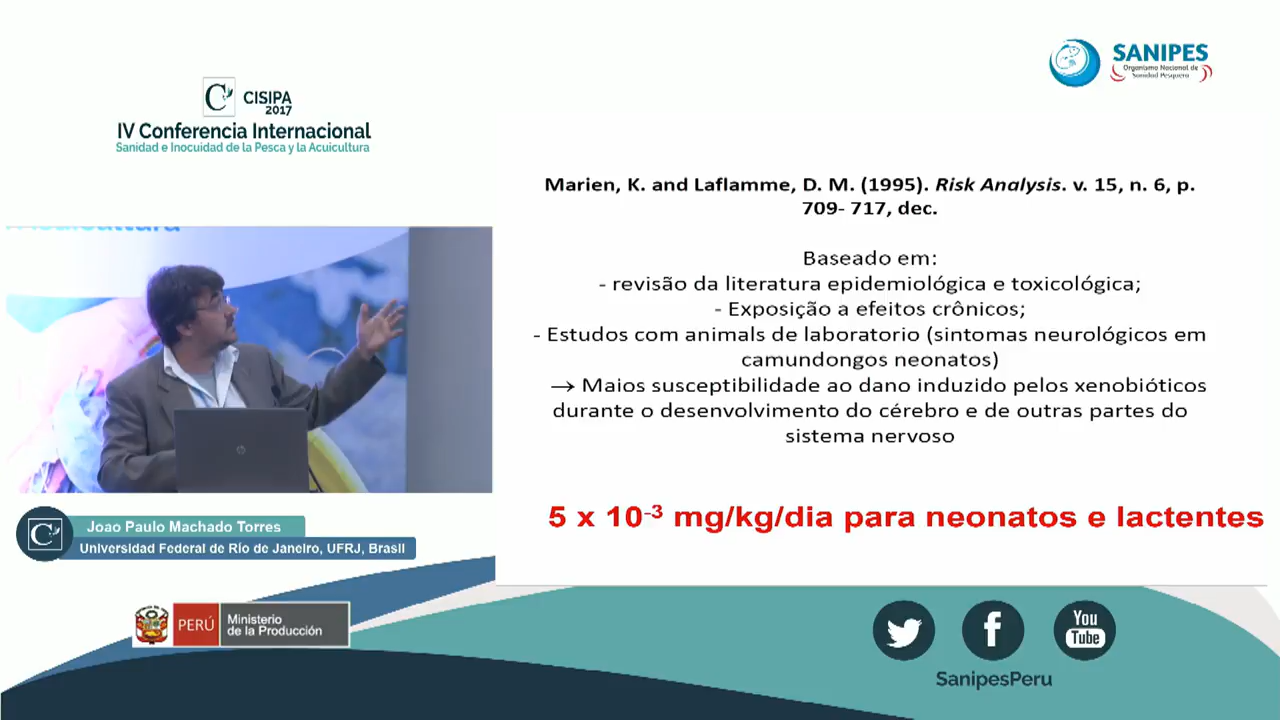 SANIPES
Organismo Nacional de
Sanidad Pesquera
CISIPA
2017
IV Conferencia Internacional
Sanidad e Inocuidad de la Pesca y la Acuicultura
Marien, K. and Laflamme, D. M. (1995). Risk Analysis. v. 15, n. 6, p.
709- 717, dec.
Baseado em:
- revisão da literatura epidemiológica e toxicológica;
- Exposição a efeitos crônicos;
- Estudos com animals de laboratorio (sintomas neurológicos em
camundongos neonatos)
→ Maios susceptibilidade ao dano induzido pelos xenobióticos
durante o desenvolvimento do cérebro e de outras partes do
sistema nervoso
5 x 10⁻³ mg/kg/dia para neonatos e lactentes
Joao Paulo Machado Torres
Universidad Federal de Río de Janeiro, UFRJ, Brasil
PERÚ
Ministerio
de la Producción
You
Tube
SanipesPeru